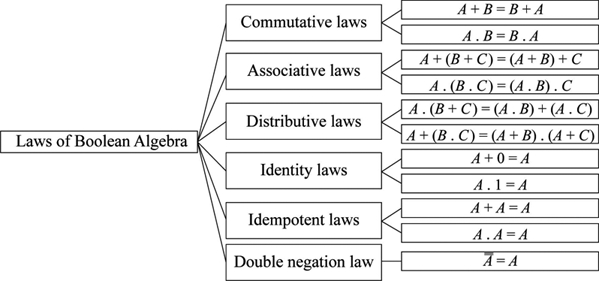 Laws of Boolean Algebra
Commutative laws
A + B = B + A
A . B = B . A
Associative laws
A + (B + C) = (A + B) + C
A . (B . C) = (A . B) . C
Distributive laws
A . (B + C) = (A . B) + (A . C)
A + (B . C) = (A + B) . (A + C)
Identity laws
A + 0 = A
A . 1 = A
Idempotent laws
A + A = A
A . A = A
Double negation law
A̅ = A